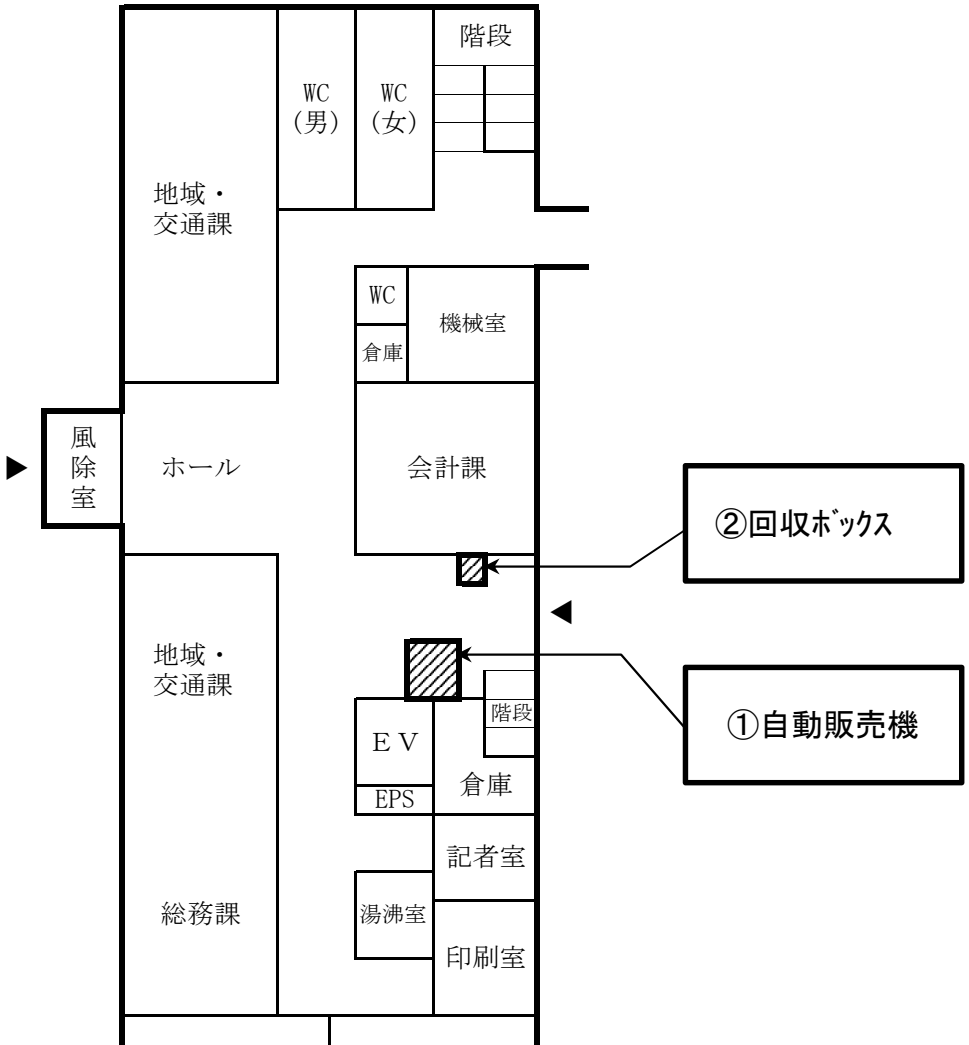 階段
WC
(男)
WC
(女)
地域・
交通課
WC
機械室
倉庫
風
除
室
ホール
会計課
②回収ﾎﾞｯｸｽ
地域・
交通課
階段
①自動販売機
ＥＶ
倉庫
EPS
記者室
総務課
湯沸室
印刷室